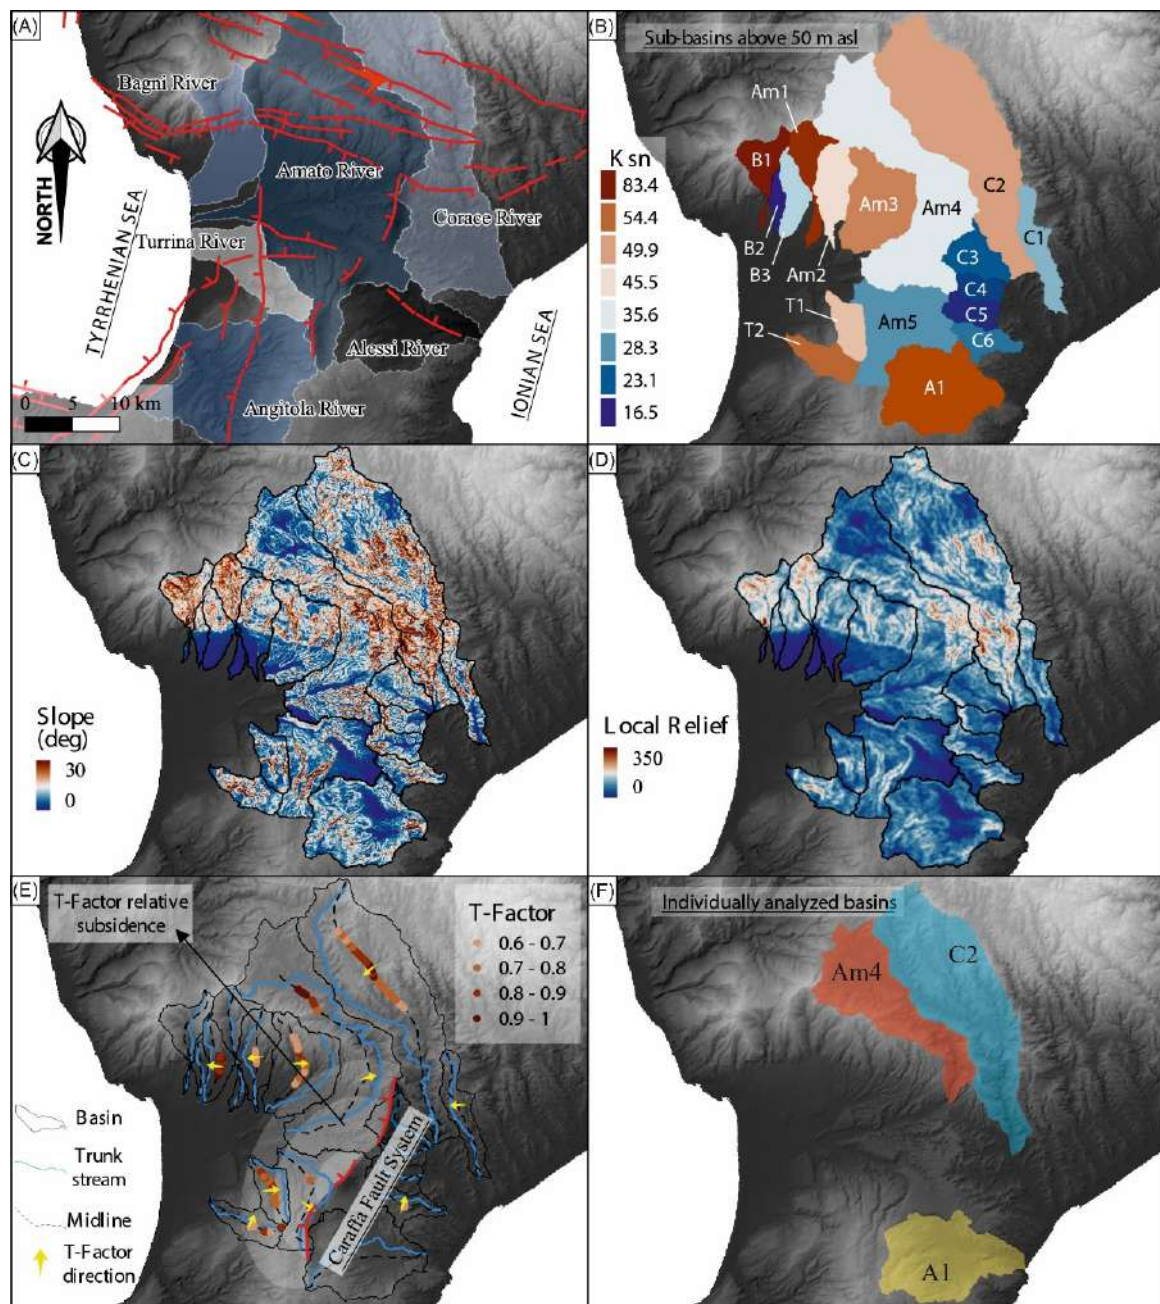 (A)
Bagni River
NORTH
Amato River
Corace River
Turrina River
TYRRHENIAN SEA
Alessi River
IONIAN SEA
Angitola River
0 5 10 km
(B)
Sub-basins above 50 m asl
Am1
K sn
83.4
54.4
49.9
45.5
35.6
28.3
23.1
16.5
B1
C2
Am3
Am4
C1
B2
B3
Am2
C3
C4
C5
T1
Am5
C6
T2
A1
(C)
Slope
(deg)
30
0
(D)
Local Relief
350
0
(E)
T-Factor relative
subsidence
T-Factor
0.6 - 0.7
0.7 - 0.8
0.8 - 0.9
0.9 - 1
Basin
Trunk
stream
Midline
T-Factor
direction
Caraffa Fault System
(F)
Individually analyzed basins
Am4
C2
A1